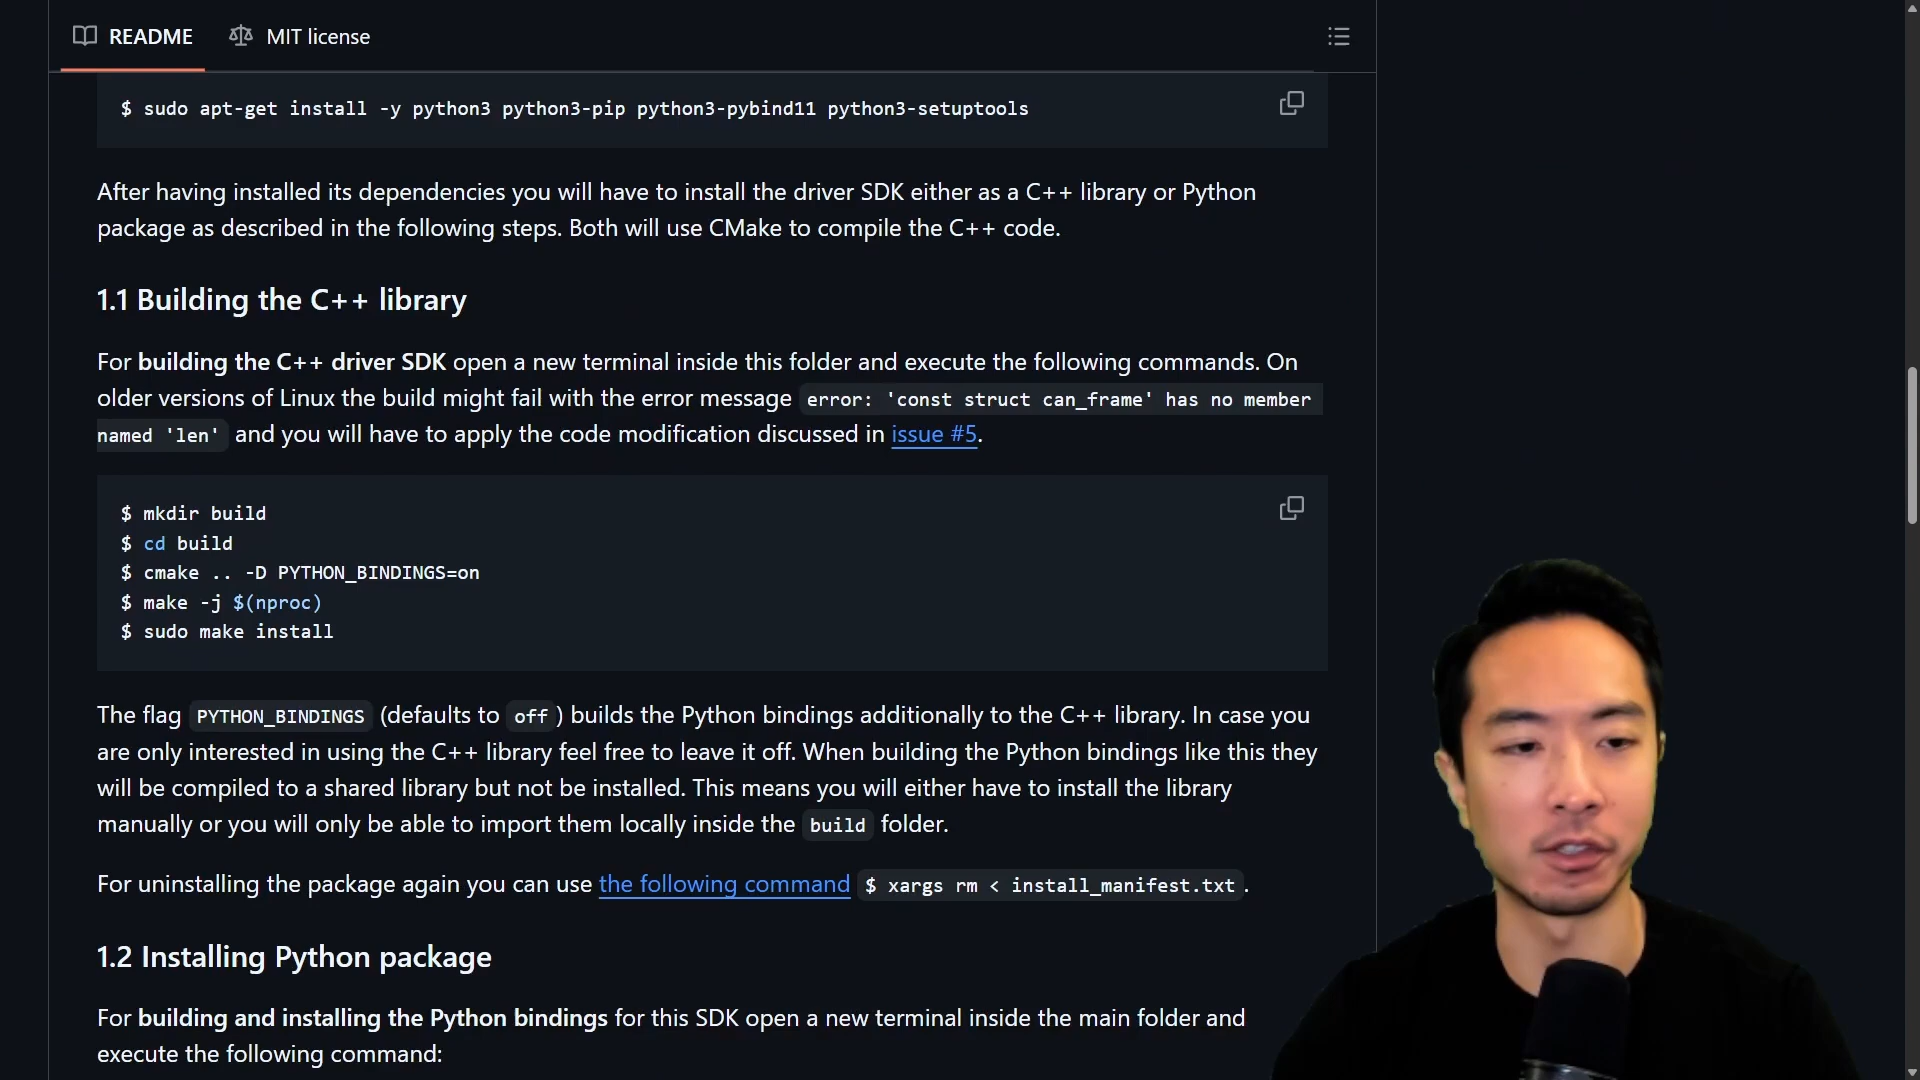 README MIT license
$ sudo apt-get install -y python3 python3-pip python3-pybind11 python3-setuptools
After having installed its dependencies you will have to install the driver SDK either as a C++ library or Python
package as described in the following steps. Both will use CMake to compile the C++ code.
1.1 Building the C++ library
For building the C++ driver SDK open a new terminal inside this folder and execute the following commands. On
older versions of Linux the build might fail with the error message error: 'const struct can_frame' has no member
named 'len' and you will have to apply the code modification discussed in issue #5.
$ mkdir build
$ cd build
$ cmake .. -D PYTHON_BINDINGS=on
$ make -j $(nproc)
$ sudo make install
The flag PYTHON_BINDINGS (defaults to off) builds the Python bindings additionally to the C++ library. In case you
are only interested in using the C++ library feel free to leave it off. When building the Python bindings like this they
will be compiled to a shared library but not be installed. This means you will either have to install the library
manually or you will only be able to import them locally inside the build folder.
For uninstalling the package again you can use the following command $ xargs rm < install_manifest.txt.
1.2 Installing Python package
For building and installing the Python bindings for this SDK open a new terminal inside the main folder and
execute the following command: